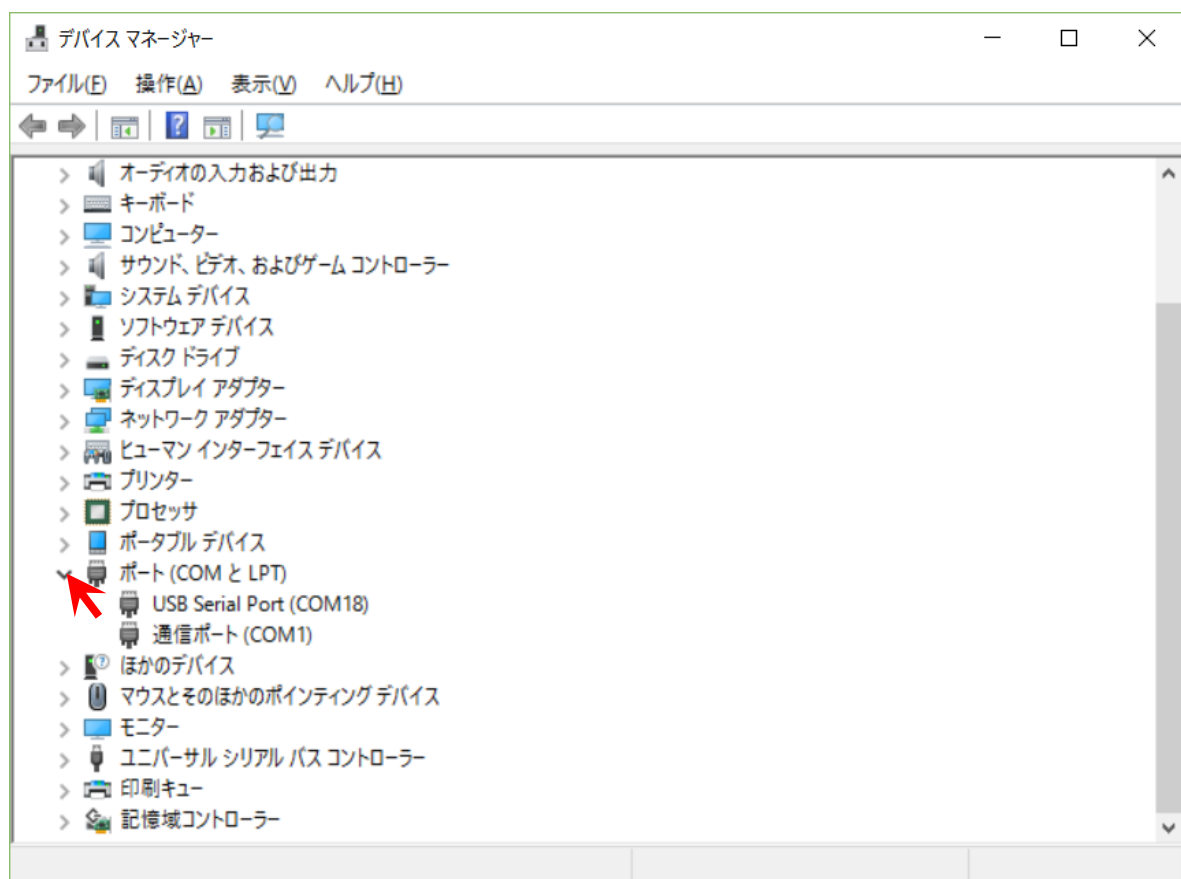 デバイス マネージャー
ファイル(F) 操作(A) 表示(V) ヘルプ(H)
?
オーディオの入力および出力
キーボード
コンピューター
サウンド、ビデオ、およびゲーム コントローラー
システム デバイス
ソフトウェア デバイス
ディスク ドライブ
ディスプレイ アダプター
ネットワーク アダプター
ヒューマン インターフェイス デバイス
プリンター
プロセッサ
ポータブル デバイス
ポート (COM と LPT)
USB Serial Port (COM18)
通信ポート (COM1)
ほかのデバイス
マウスとそのほかのポインティング デバイス
モニター
ユニバーサル シリアル バス コントローラー
印刷キュー
記憶域コントローラー